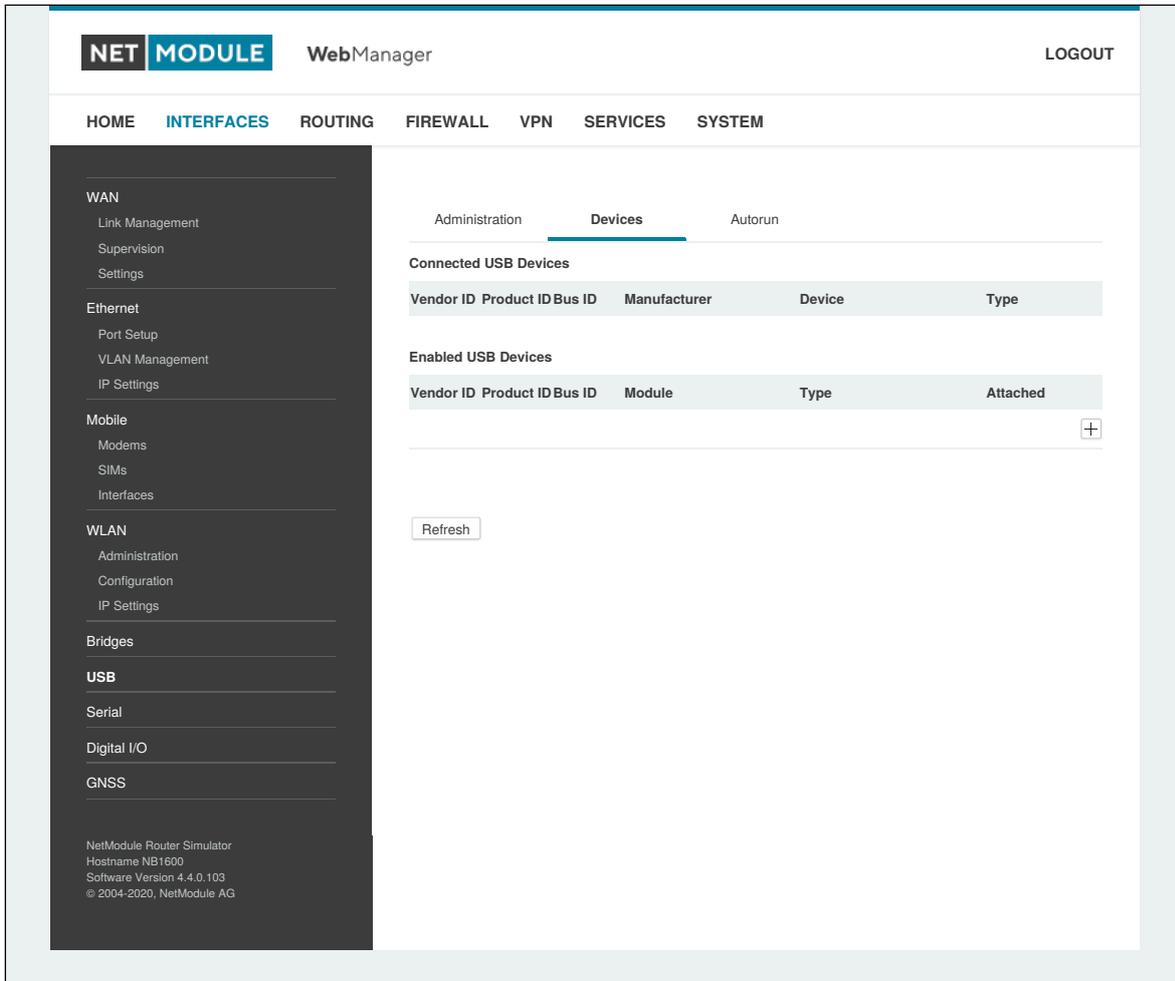 NET MODULE WebManager LOGOUT
HOME INTERFACES ROUTING FIREWALL VPN SERVICES SYSTEM
WAN
Link Management
Supervision
Settings
Ethernet
Port Setup
VLAN Management
IP Settings
Mobile
Modems
SIMs
Interfaces
WLAN
Administration
Configuration
IP Settings
Bridges
USB
Serial
Digital I/O
GNSS
NetModule Router Simulator
Hostname NB1600
Software Version 4.4.0.103
© 2004-2020, NetModule AG
Administration Devices Autorun
Connected USB Devices
Vendor ID Product ID Bus ID Manufacturer Device Type
Enabled USB Devices
Vendor ID Product ID Bus ID Module Type Attached
Refresh